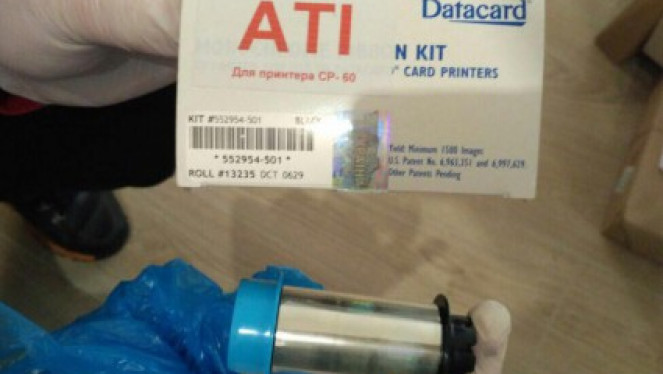 ATI
Для принтера CP- 60
Datacard
N KIT
CARD PRINTERS
KIT #552954-501
* 552954-501 *
ROLL #13235 OCT 0629
Yield Minimum 1500 Images
U.S. Patent No. 6,963,351 and 6,997,629
Other Patents Pending